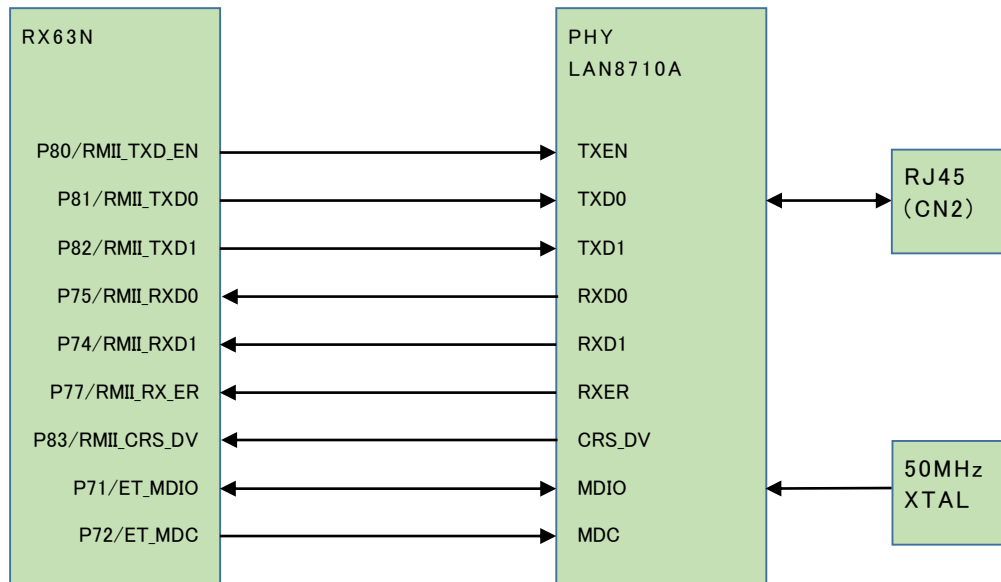 RX63N
P80/RMII_TXD_EN
P81/RMII_TXD0
P82/RMII_TXD1
P75/RMII_RXD0
P74/RMII_RXD1
P77/RMII_RX_ER
P83/RMII_CRS_DV
P71/ET_MDIO
P72/ET_MDC
PHY
LAN8710A
TXEN
TXD0
TXD1
RXD0
RXD1
RXER
CRS_DV
MDIO
MDC
RJ45
(CN2)
50MHz
XTAL